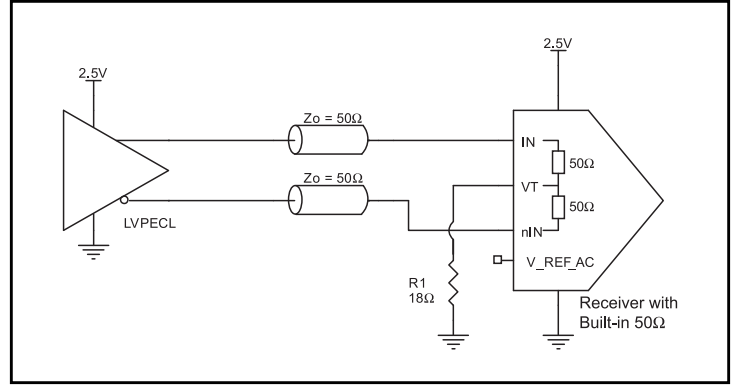 2.5V
2.5V
Zo = 50Ω
IN
50Ω
Zo = 50Ω
VT
50Ω
nIN
LVPECL
V_REF_AC
R1
18Ω
Receiver with
Built-in 50Ω